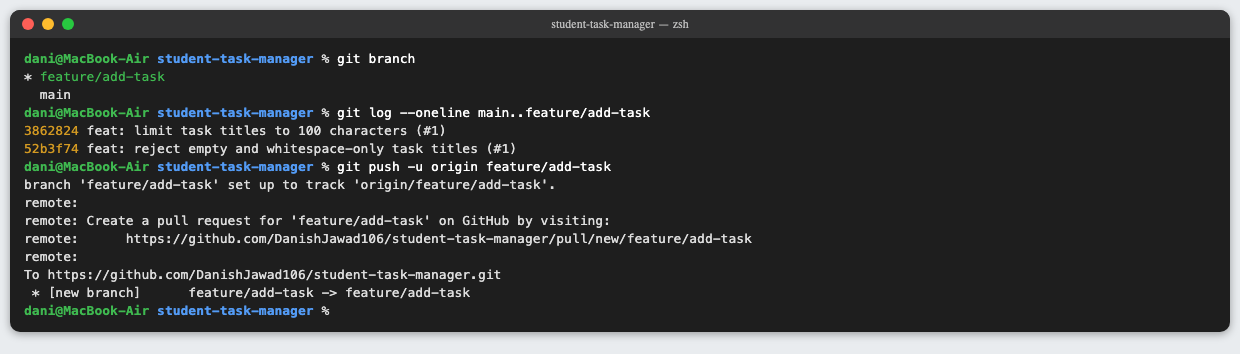 student-task-manager — zsh
dani@MacBook-Air student-task-manager % git branch
* feature/add-task
  main
dani@MacBook-Air student-task-manager % git log --oneline main..feature/add-task
3862824 feat: limit task titles to 100 characters (#1)
52b3f74 feat: reject empty and whitespace-only task titles (#1)
dani@MacBook-Air student-task-manager % git push -u origin feature/add-task
branch 'feature/add-task' set up to track 'origin/feature/add-task'.
remote:
remote: Create a pull request for 'feature/add-task' on GitHub by visiting:
remote:      https://github.com/DanishJawad106/student-task-manager/pull/new/feature/add-task
remote:
To https://github.com/DanishJawad106/student-task-manager.git
 * [new branch]      feature/add-task -> feature/add-task
dani@MacBook-Air student-task-manager %